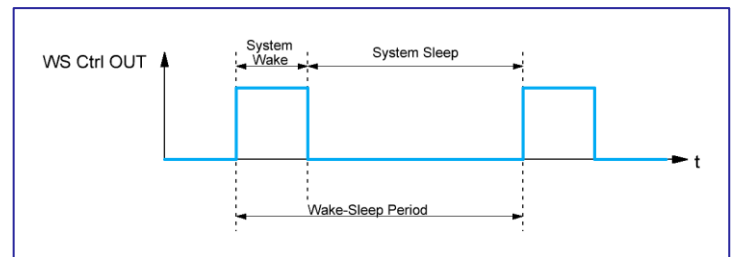 System
Wake
System Sleep
WS Ctrl OUT
t
Wake-Sleep Period